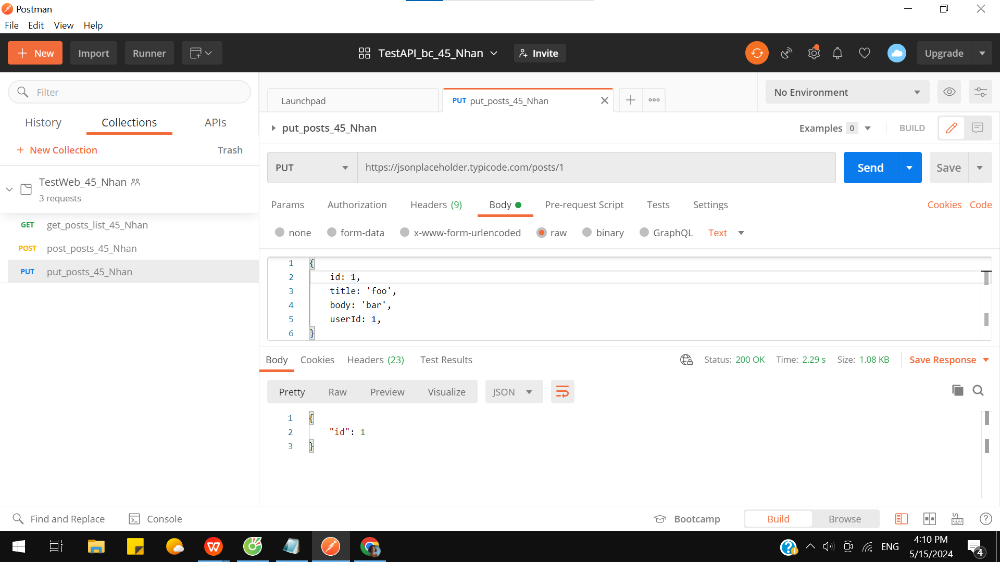 Postman
File Edit View Help
New Import Runner TestAPI_bc_45_Nhan Invite Upgrade
Filter
History Collections APIs
+ New Collection Trash
TestWeb_45_Nhan
3 requests
GET get_posts_list_45_Nhan
POST post_posts_45_Nhan
PUT put_posts_45_Nhan
Launchpad PUT put_posts_45_Nhan No Environment
put_posts_45_Nhan Examples 0 BUILD
PUT https://jsonplaceholder.typicode.com/posts/1 Send Save
Params Authorization Headers (9) Body Pre-request Script Tests Settings Cookies Code
none form-data x-www-form-urlencoded raw binary GraphQL Text
1 {
2 id: 1,
3 title: 'foo',
4 body: 'bar',
5 userId: 1,
6 }
Body Cookies Headers (23) Test Results Status: 200 OK Time: 2.29 s Size: 1.08 KB Save Response
Pretty Raw Preview Visualize JSON
1 {
2 "id": 1
3 }
Find and Replace Console Bootcamp Build Browse
ENG 4:10 PM
5/15/2024 4